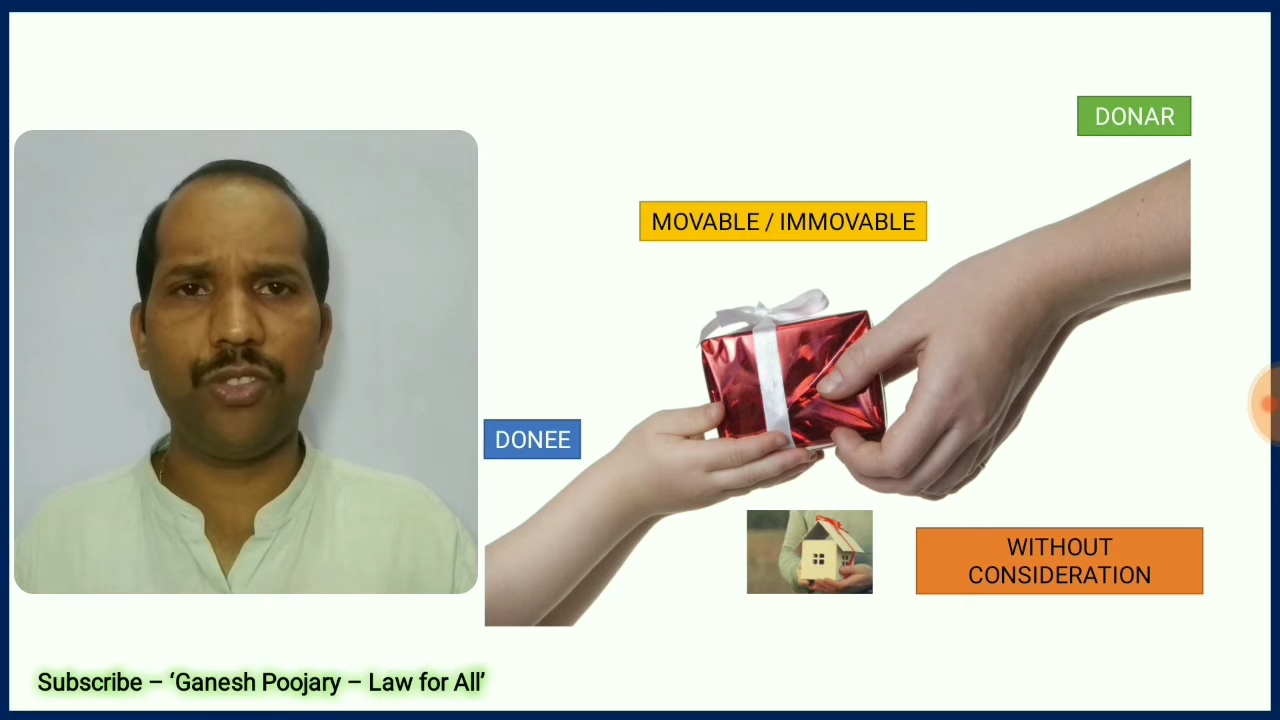 DONAR
MOVABLE / IMMOVABLE
DONEE
WITHOUT
CONSIDERATION
Subscribe – ‘Ganesh Poojary – Law for All’